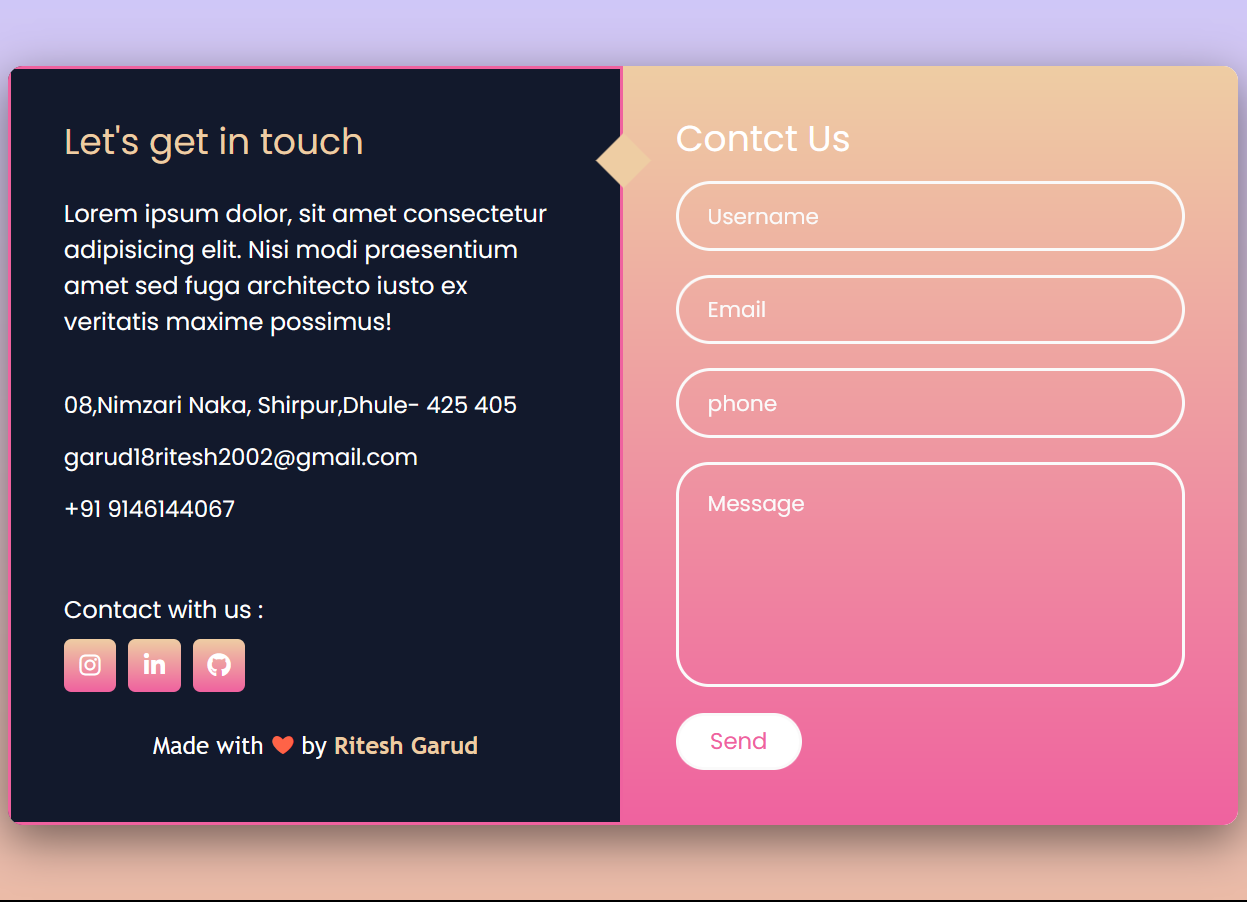 Let's get in touch
Lorem ipsum dolor, sit amet consectetur
adipisicing elit. Nisi modi praesentium
amet sed fuga architecto iusto ex
veritatis maxime possimus!
08,Nimzari Naka, Shirpur,Dhule- 425 405
garud18ritesh2002@gmail.com
+91 9146144067
Contact with us :
in
Made with ❤ by Ritesh Garud
Contct Us
Username
Email
phone
Message
Send